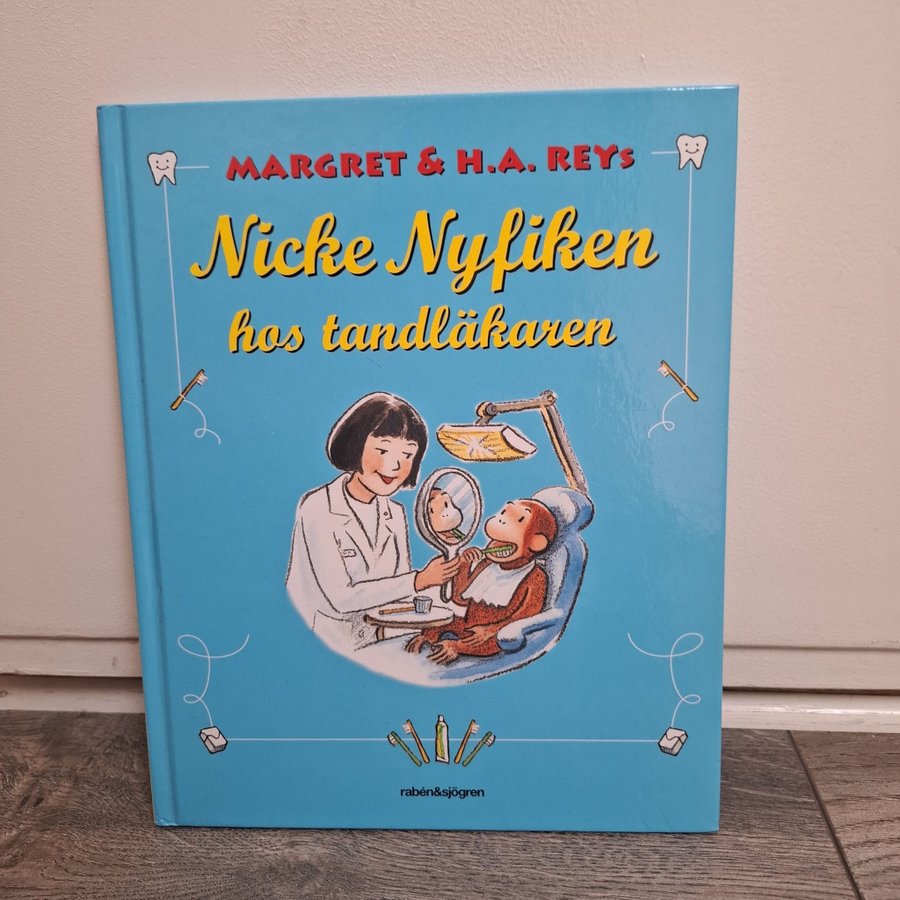 MARGRET & H.A. REYs
Nicke Nyfiken
hos tandläkaren
rabén&sjögren